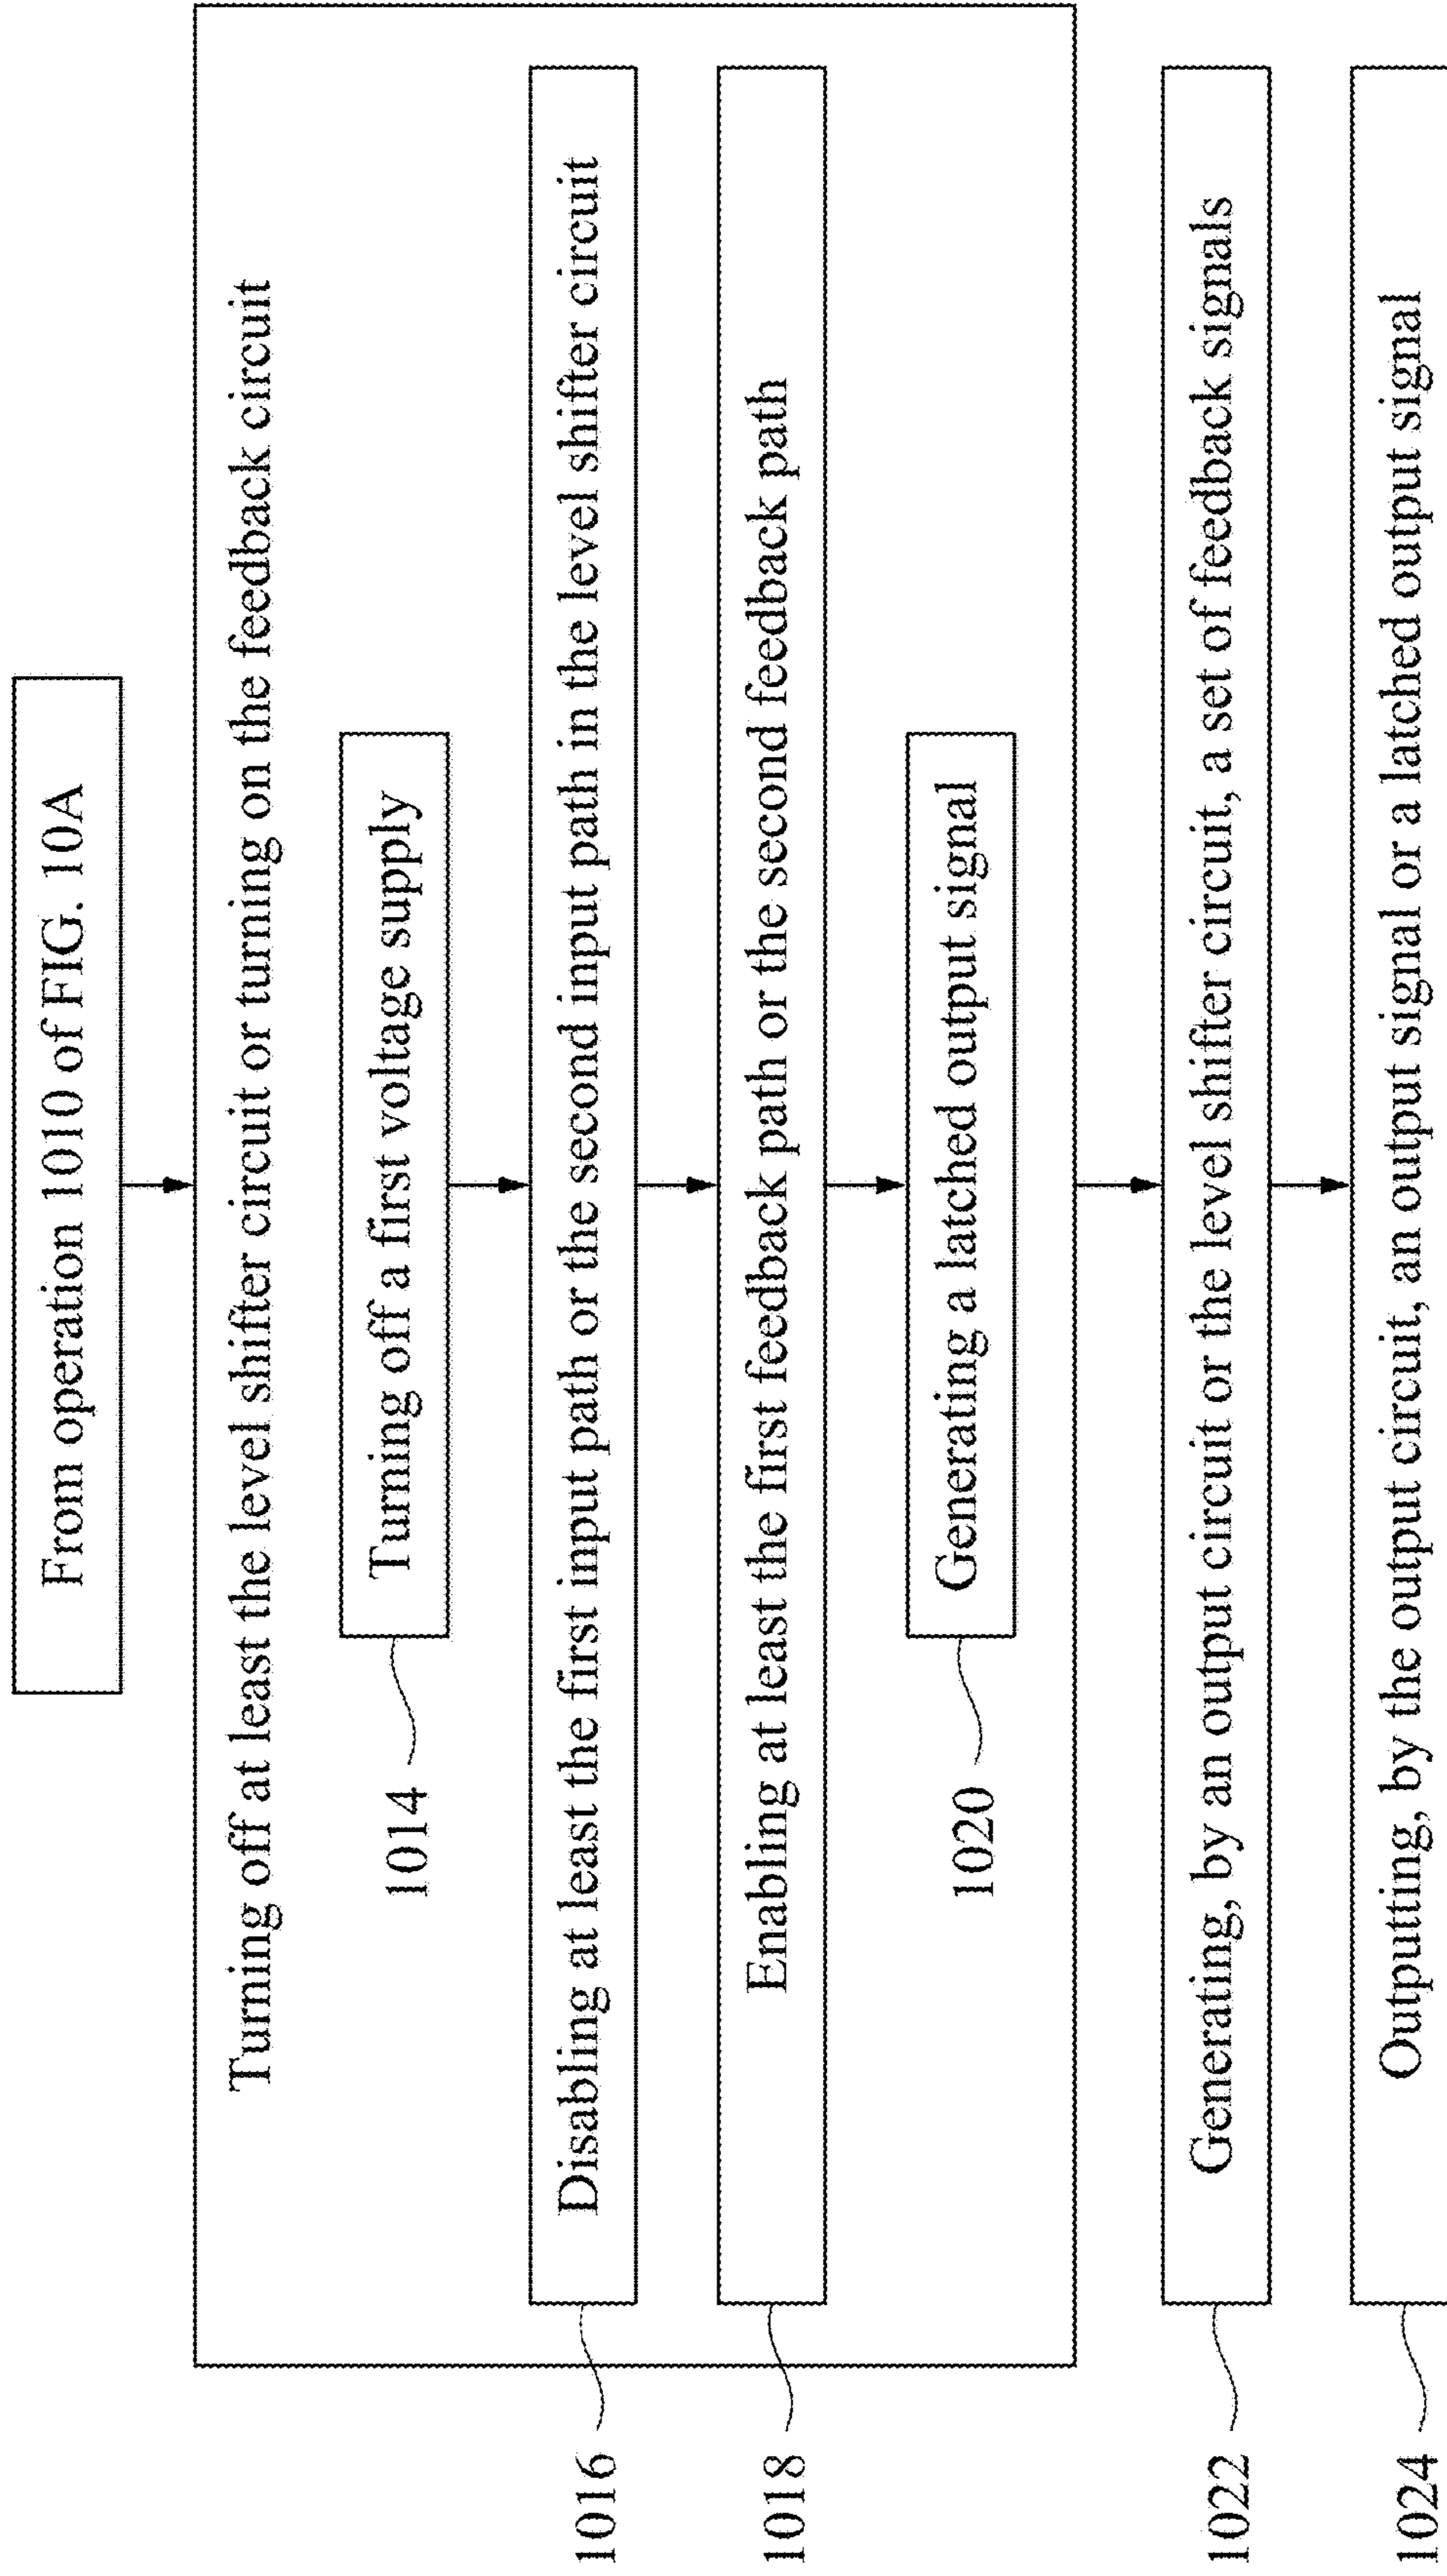 From operation 1010 of FIG. 10A
Turning off at least the level shifter circuit or turning on the feedback circuit
Turning off a first voltage supply
1014
Disabling at least the first input path or the second input path in the level shifter circuit
1016
Enabling at least the first feedback path or the second feedback path
1018
Generating a latched output signal
1020
Generating, by an output circuit or the level shifter circuit, a set of feedback signals
1022
Outputing, by the output circuit, an output signal or a latched output signal
1024